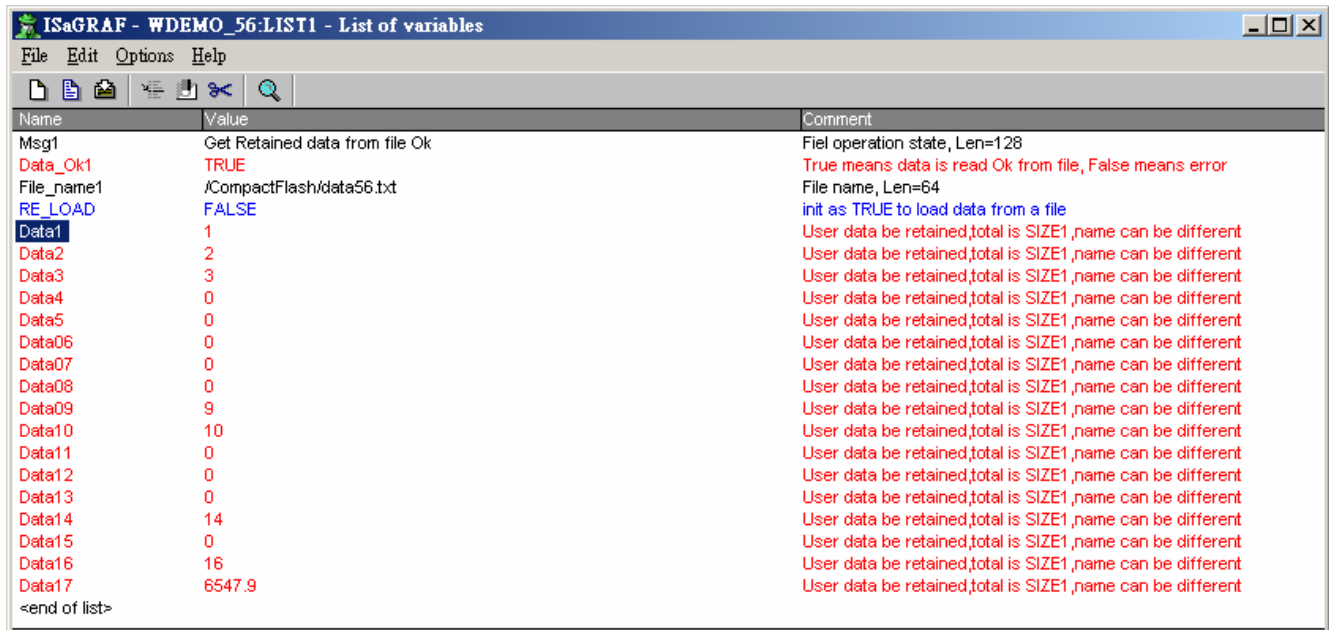 ISaGRAF - WDEMO_56:LIST1 - List of variables
File Edit Options Help
Name Value Comment
Msg1 Get Retained data from file Ok Fiel operation state, Len=128
Data_Ok1 TRUE True means data is read Ok from file, False means error
File_name1 /CompactFlash/data56.txt File name, Len=64
RE_LOAD FALSE init as TRUE to load data from a file
Data1 1 User data be retained,total is SIZE1,name can be different
Data2 2 User data be retained,total is SIZE1,name can be different
Data3 3 User data be retained,total is SIZE1,name can be different
Data4 0 User data be retained,total is SIZE1,name can be different
Data5 0 User data be retained,total is SIZE1,name can be different
Data06 0 User data be retained,total is SIZE1,name can be different
Data07 0 User data be retained,total is SIZE1,name can be different
Data08 0 User data be retained,total is SIZE1,name can be different
Data09 9 User data be retained,total is SIZE1,name can be different
Data10 10 User data be retained,total is SIZE1,name can be different
Data11 0 User data be retained,total is SIZE1,name can be different
Data12 0 User data be retained,total is SIZE1,name can be different
Data13 0 User data be retained,total is SIZE1,name can be different
Data14 14 User data be retained,total is SIZE1,name can be different
Data15 0 User data be retained,total is SIZE1,name can be different
Data16 16 User data be retained,total is SIZE1,name can be different
Data17 6547.9 User data be retained,total is SIZE1,name can be different
<end of list>